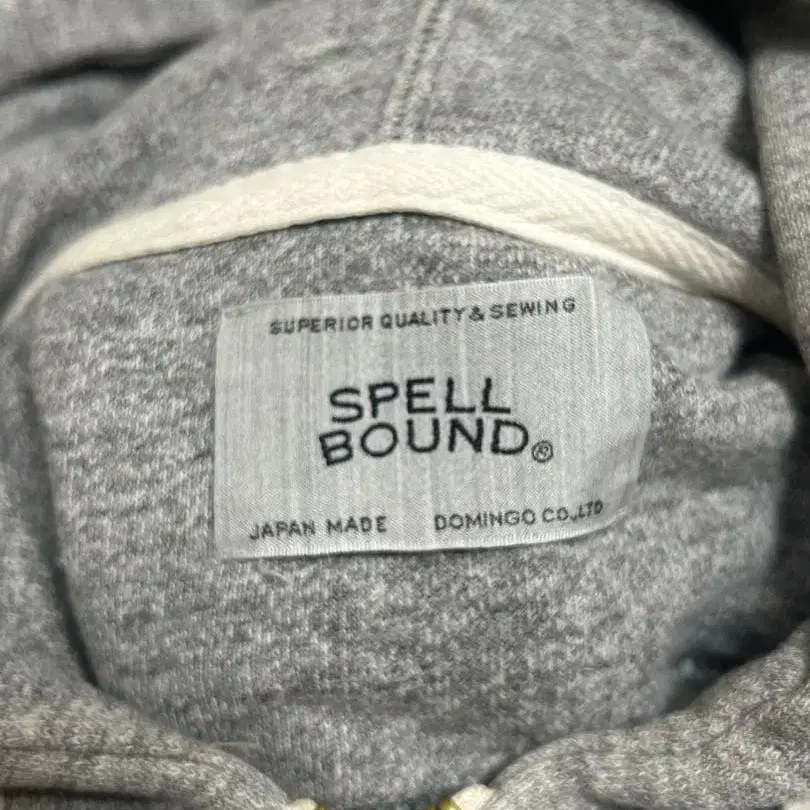 SUPERIOR QUALITY & SEWING
SPELL
BOUND®
JAPAN MADE DOMINGO CO.,LTD